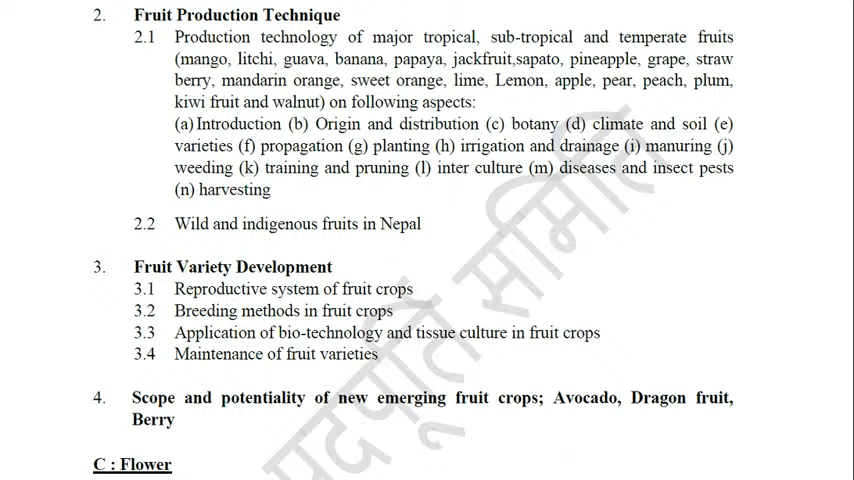 2. Fruit Production Technique
2.1 Production technology of major tropical, sub-tropical and temperate fruits
(mango, litchi, guava, banana, papaya, jackfruit,sapato, pineapple, grape, straw
berry, mandarin orange, sweet orange, lime, Lemon, apple, pear, peach, plum,
kiwi fruit and walnut) on following aspects:
(a) Introduction (b) Origin and distribution (c) botany (d) climate and soil (e)
varieties (f) propagation (g) planting (h) irrigation and drainage (i) manuring (j)
weeding (k) training and pruning (l) inter culture (m) diseases and insect pests
(n) harvesting
2.2 Wild and indigenous fruits in Nepal
3. Fruit Variety Development
3.1 Reproductive system of fruit crops
3.2 Breeding methods in fruit crops
3.3 Application of bio-technology and tissue culture in fruit crops
3.4 Maintenance of fruit varieties
4. Scope and potentiality of new emerging fruit crops; Avocado, Dragon fruit,
Berry
C : Flower
पदपूर्ति समिति